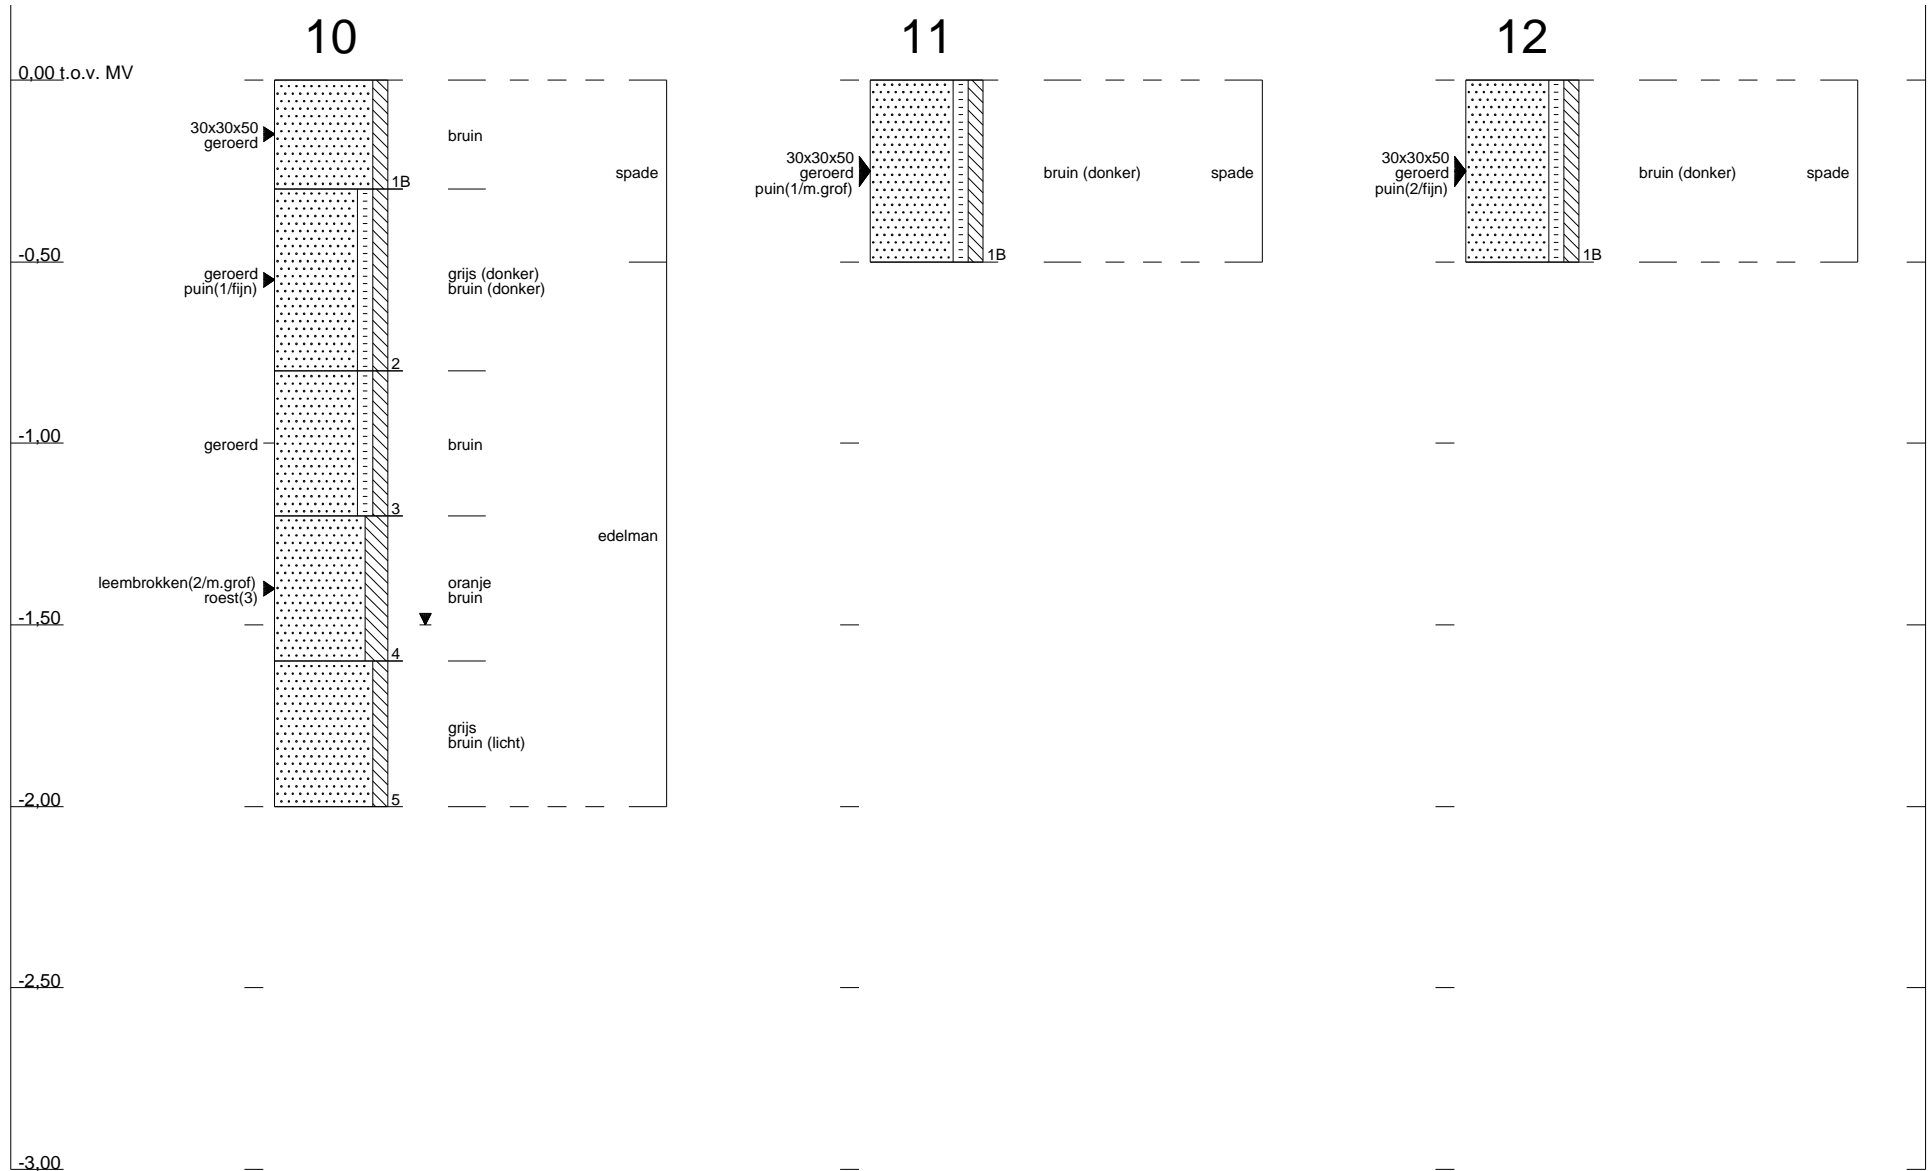 10
11
12
0,00 t.o.v. MV
30x30x50
geroerd
bruin
1B
spade
30x30x50
geroerd
puin(1/m.grof)
bruin (donker)
spade
1B
30x30x50
geroerd
puin(2/fijn)
bruin (donker)
spade
1B
-0,50
geroerd
puin(1/fijn)
grijs (donker)
bruin (donker)
2
-1,00
geroerd
bruin
3
edelman
leembrokken(2/m.grof)
roest(3)
oranje
bruin
-1,50
4
grijs
bruin (licht)
-2,00
5
-2,50
-3,00